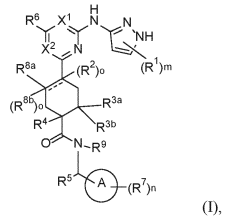 R⁶ X¹ H N
X² N NH
R⁸ᵃ (R²)o (R¹)m
(R⁸ᵇ)o R³ᵃ
R⁴ R³ᵇ
O N R⁹
R⁵ A (R⁷)n
(I),